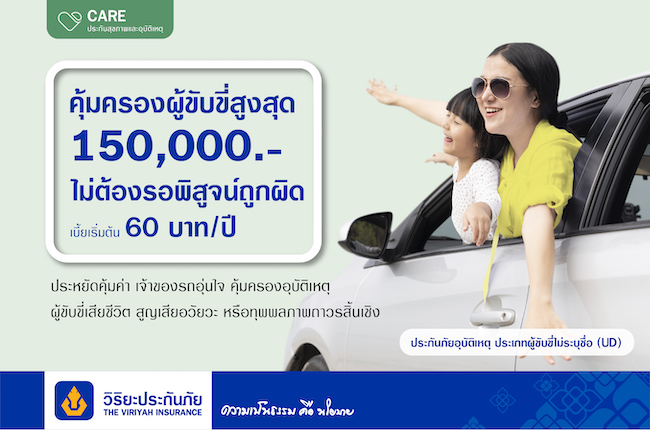 CARE
ประกันสุขภาพและอุบัติเหตุ
คุ้มครองผู้ขับขี่สูงสุด
150,000.-
ไม่ต้องรอพิสูจน์ถูกผิด
เบี้ยเริ่มต้น 60 บาท/ปี
ประหยัดคุ้มค่า เจ้าของรถอุ่นใจ คุ้มครองอุบัติเหตุ
ผู้ขับขี่เสียชีวิต สูญเสียอวัยวะ หรือทุพพลภาพถาวรสิ้นเชิง
ประกันภัยอุบัติเหตุ ประเภทผู้ขับขี่ไม่ระบุชื่อ (UD)
วิริยะประกันภัย
THE VIRIYAH INSURANCE
ความเป็นธรรม คือ นโยบาย